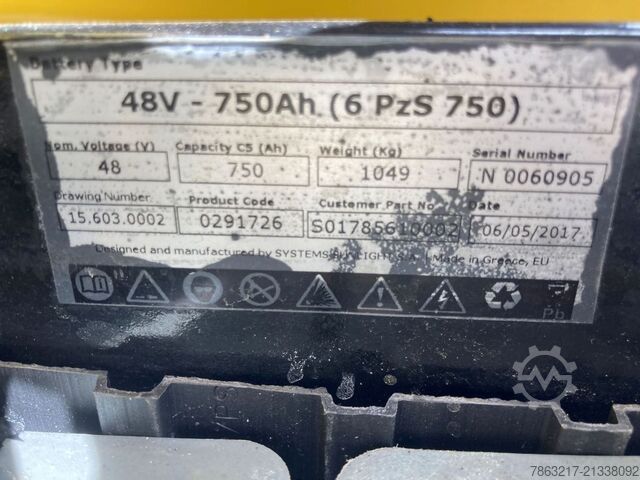 Battery Type
48V - 750Ah (6 PzS 750)
Nom. Voltage (V) Capacity C5 (Ah) Weight (Kg) Serial Number
48 750 1049 N 0060905
Drawing Number Product Code Customer Part No Date
15.603.0002 0291726 S01785610002 06/05/2017
Designed and manufactured by SYSTEMS SUNLIGHT S.A. | Made in Greece, EU
Pb
7863217-21338092